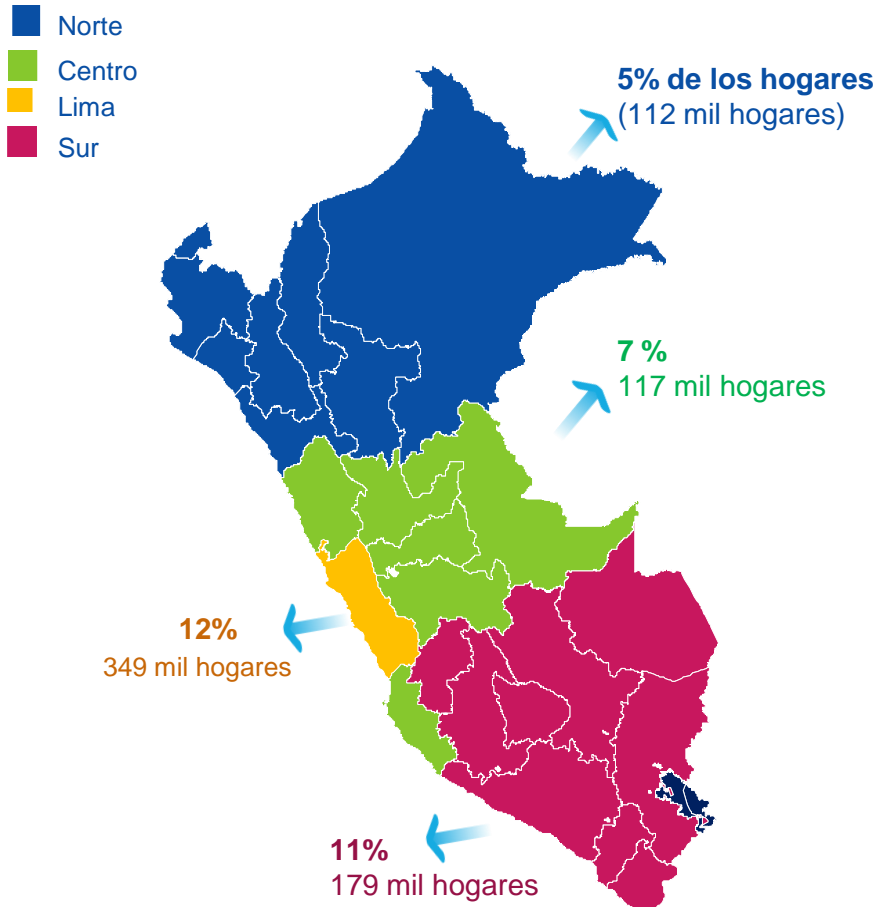 Norte
Centro
Lima
Sur
5% de los hogares
(112 mil hogares)
7 %
117 mil hogares
12%
349 mil hogares
11%
179 mil hogares